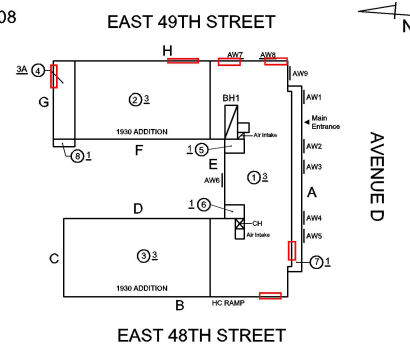 08
EAST 49TH STREET
N
H
AW7
AW8
3A 4
AW9
G
BH1
AW1
2 3
Main
Entrance
1930 ADDITION
Air Intake
8 1
F
1 5
E
AW2
AW3
AW6
1 3
A
AVENUE D
D
1 6
CH
Air Intake
AW4
AW5
C
3 3
7 1
1930 ADDITION
B
HC RAMP
EAST 48TH STREET